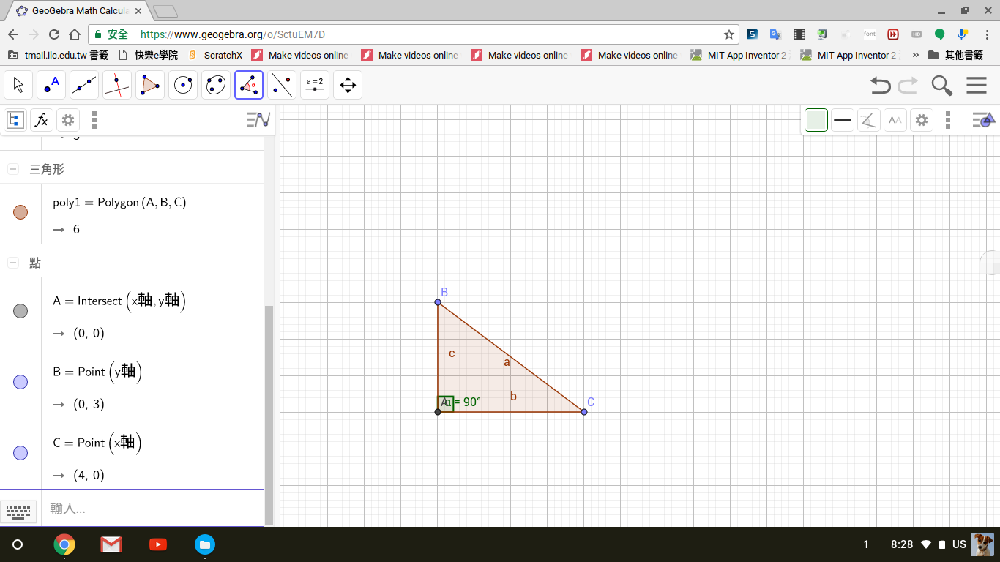 GeoGebra Math Calcula
安全 https://www.geogebra.org/o/SctuEM7D
tmail.ilc.edu.tw 書籤 快樂e學院 ScratchX Make videos online Make videos online Make videos online Make videos online MIT App Inventor 2 MIT App Inventor 2 » 其他書籤
A α a=2
fx AA
三角形
poly1 = Polygon (A, B, C)
→ 6
點
A = Intersect (x軸, y軸)
→ (0, 0)
B = Point (y軸)
→ (0, 3)
C = Point (x軸)
→ (4, 0)
輸入...
B
c
a
b
A α = 90°
C
1 8:28 US